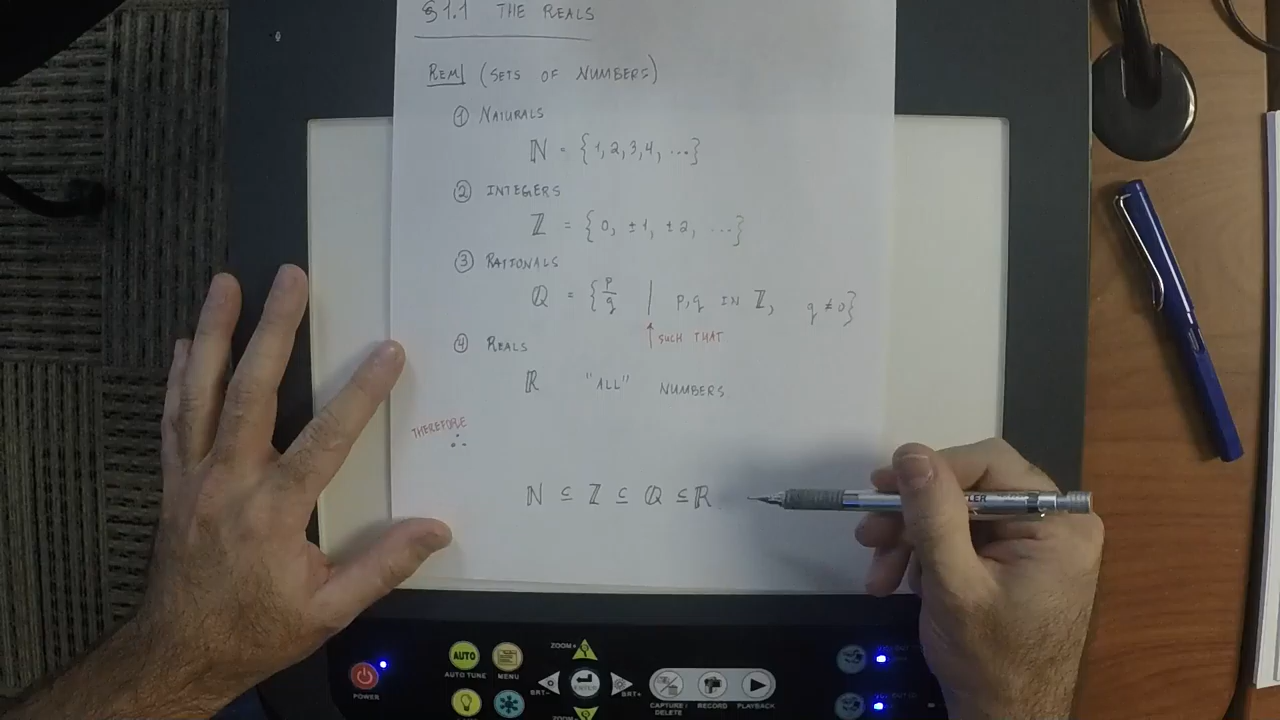 §1.1 THE REALS
REM (SETS OF NUMBERS)
① NATURALS
ℕ = {1, 2, 3, 4, ...}
② INTEGERS
ℤ = {0, ±1, ±2, ...}
③ RATIONALS
ℚ = {p/q | p,q IN ℤ, q ≠ 0}
↑ SUCH THAT
④ REALS
ℝ "ALL" NUMBERS
THEREFORE
∴
ℕ ⊆ ℤ ⊆ ℚ ⊆ ℝ
POWER
AUTO
AUTO TUNE
MENU
ZOOM+
BRT-
ENTER
BRT+
ZOOM-
CAPTURE/
DELETE
RECORD
PLAYBACK